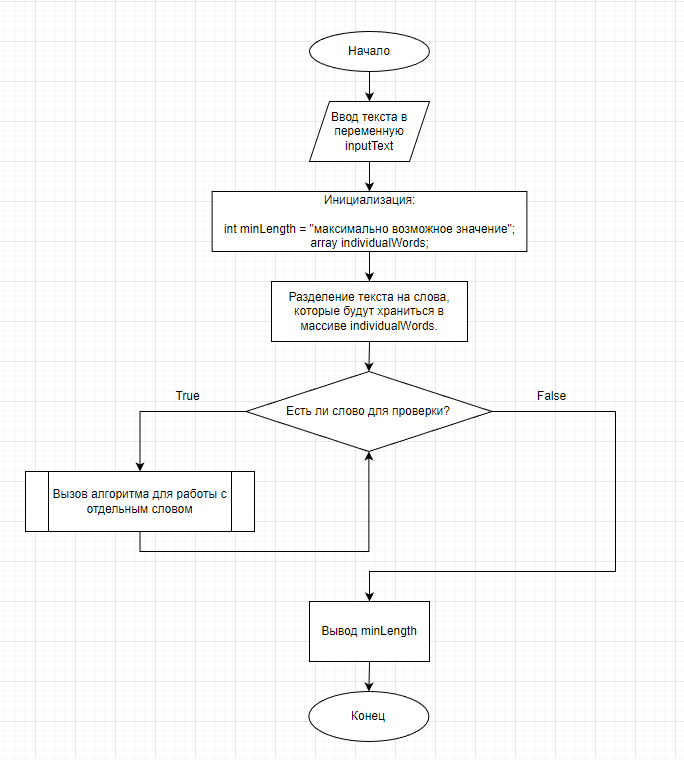 Начало
Ввод текста в
переменную
inputText
Инициализация:
int minLength = "максимально возможное значение";
array individualWords;
Разделение текста на слова,
которые будут храниться в
массиве individualWords.
True
Есть ли слово для проверки?
False
Вызов алгоритма для работы с
отдельным словом
Вывод minLength
Конец